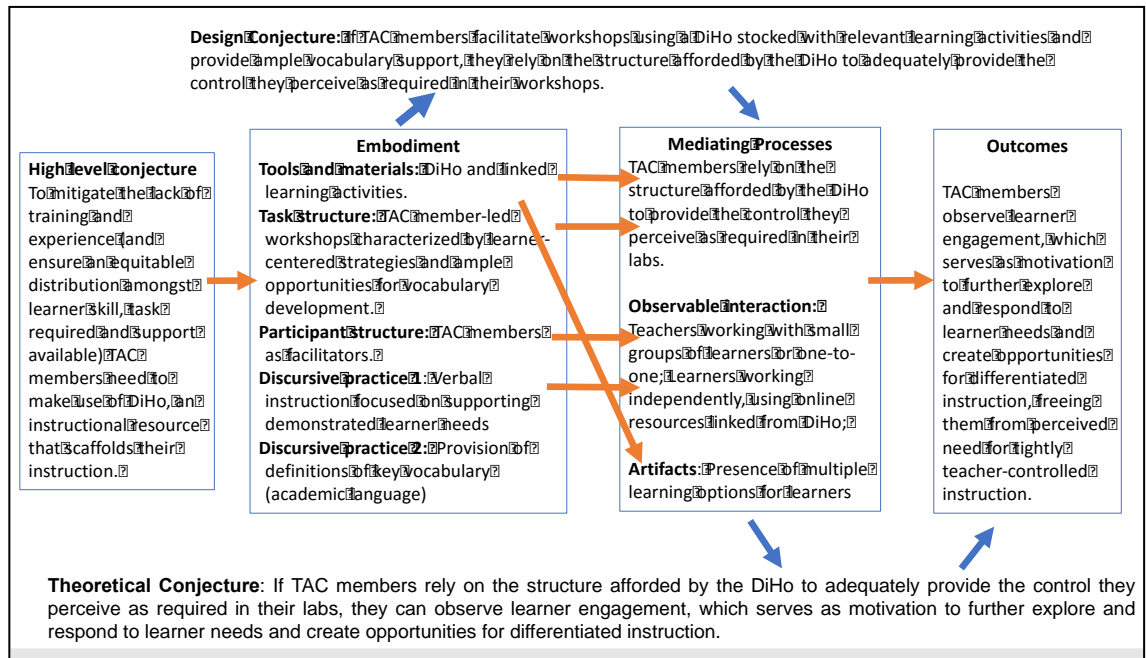 Design Conjecture: If TAC members facilitate workshops using a DiHo stocked with relevant learning activities and
provide ample vocabulary support, they rely on the structure afforded by the DiHo to adequately provide the
control they perceive as required in their workshops.
High level conjecture
To mitigate the lack of
training and
experience (and
ensure an equitable
distribution amongst
learner skill, task
required and support
available) TAC
members need to
make use of DiHo, an
instructional resource
that scaffolds their
instruction.
Embodiment
Tools and materials: DiHo and linked
learning activities.
Task structure: TAC member-led
workshops characterized by learner-
centered strategies and ample
opportunities for vocabulary
development.
Participant structure: TAC members
as facilitators.
Discursive practice 1: Verbal
instruction focused on supporting
demonstrated learner needs
Discursive practice 2: Provision of
definitions of key vocabulary
(academic language)
Mediating Processes
TAC members rely on the
structure afforded by the DiHo
to provide the control they
perceive as required in their
labs.
Observable interaction:
Teachers working with small
groups of learners or one-to-
one; Learners working
independently, using online
resources linked from DiHo;
Artifacts: Presence of multiple
learning options for learners
Outcomes
TAC members
observe learner
engagement, which
serves as motivation
to further explore
and respond to
learner needs and
create opportunities
for differentiated
instruction, freeing
them from perceived
need for tightly
teacher-controlled
instruction.
Theoretical Conjecture: If TAC members rely on the structure afforded by the DiHo to adequately provide the control they
perceive as required in their labs, they can observe learner engagement, which serves as motivation to further explore and
respond to learner needs and create opportunities for differentiated instruction.